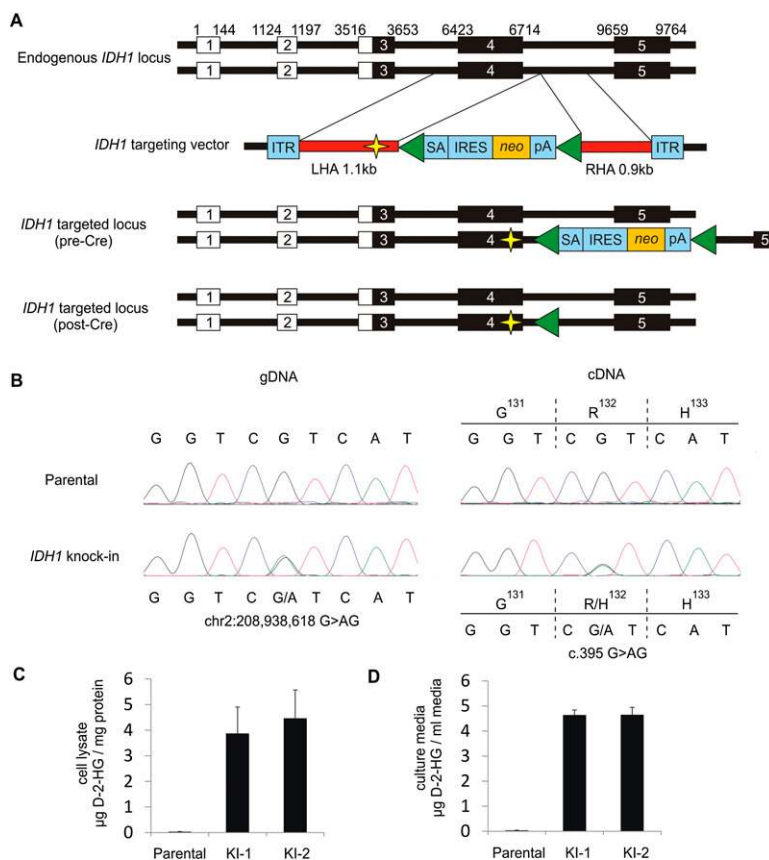 A
1 144 1124 1197 3516 3653 6423 6714 9659 9764
Endogenous IDH1 locus
1 2 3 4 5
IDH1 targeting vector
ITR SA IRES neo pA ITR
LHA 1.1kb RHA 0.9kb
IDH1 targeted locus
(pre-Cre)
1 2 3 4 5
1 2 3 4 SA IRES neo pA 5
IDH1 targeted locus
(post-Cre)
1 2 3 4 5
1 2 3 4 5
B
gDNA cDNA
G131 R132 H133
G G T C G T C A T G G T C G T C A T
Parental
IDH1 knock-in
G G T C G/A T C A T
chr2:208,938,618 G>AG
G131 R/H132 H133
G G T C G/A T C A T
c.395 G>AG
C
cell lysate
µg D-2-HG / mg protein
6
5
4
3
2
1
0
Parental KI-1 KI-2
D
culture media
µg D-2-HG / ml media
6
5
4
3
2
1
0
Parental KI-1 KI-2